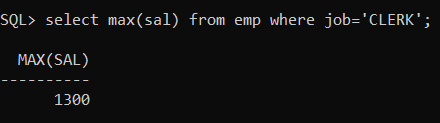 SQL> select max(sal) from emp where job='CLERK';
MAX(SAL)
----------
1300